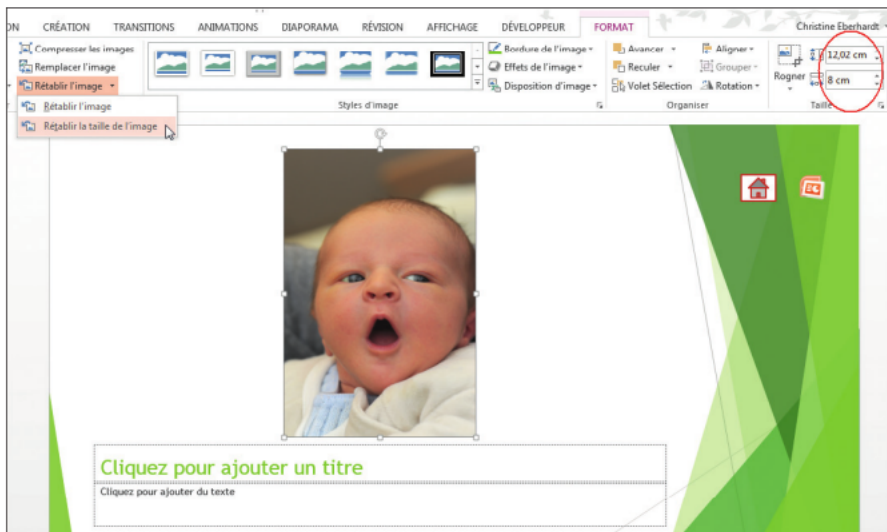 ON CRÉATION TRANSITIONS ANIMATIONS DIAPORAMA RÉVISION AFFICHAGE DÉVELOPPEUR FORMAT Christine Eberhardt
Compresser les images
Remplacer l'image
Rétablir l'image
Rétablir l'image
Rétablir la taille de l'image
Styles d'image
Bordure de l'image
Effets de l'image
Disposition d'image
Avancer
Reculer
Volet Sélection
Aligner
Grouper
Rotation
Organiser
Rogner
12,02 cm
8 cm
Taille
Cliquez pour ajouter un titre
Cliquez pour ajouter du texte